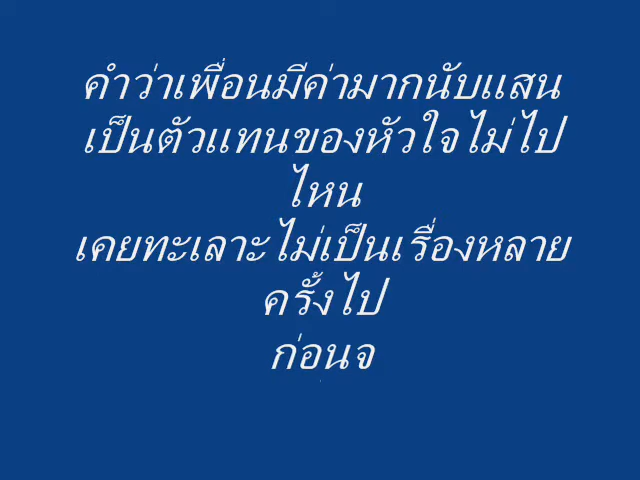 คำว่าเพื่อนมีค่ามากนับแสน
เป็นตัวแทนของหัวใจไม่ไป
ไหน
เคยทะเลาะไม่เป็นเรื่องหลาย
ครั้งไป
ก่อนจ